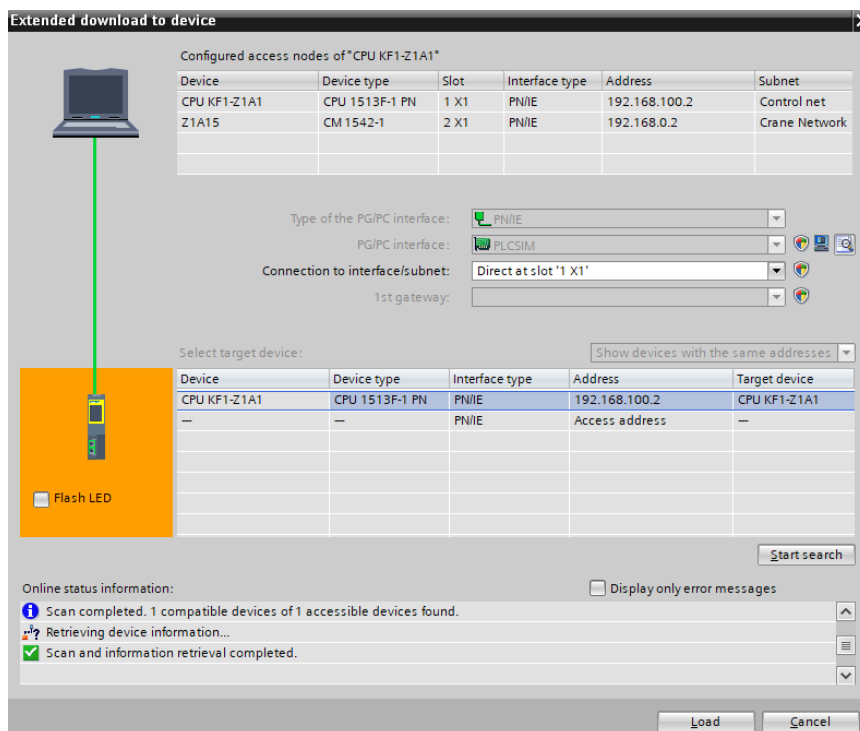 Extended download to device
Configured access nodes of "CPU KF1-Z1A1"
Device Device type Slot Interface type Address Subnet
CPU KF1-Z1A1 CPU 1513F-1 PN 1 X1 PN/IE 192.168.100.2 Control net
Z1A15 CM 1542-1 2 X1 PN/IE 192.168.0.2 Crane Network
Type of the PG/PC interface: PN/IE
PG/PC interface: PLCSIM
Connection to interface/subnet: Direct at slot '1 X1'
1st gateway:
Select target device: Show devices with the same addresses
Device Device type Interface type Address Target device
CPU KF1-Z1A1 CPU 1513F-1 PN PN/IE 192.168.100.2 CPU KF1-Z1A1
— — PN/IE Access address —
Flash LED
Start search
Online status information: Display only error messages
Scan completed. 1 compatible devices of 1 accessible devices found.
Retrieving device information...
Scan and information retrieval completed.
Load Cancel